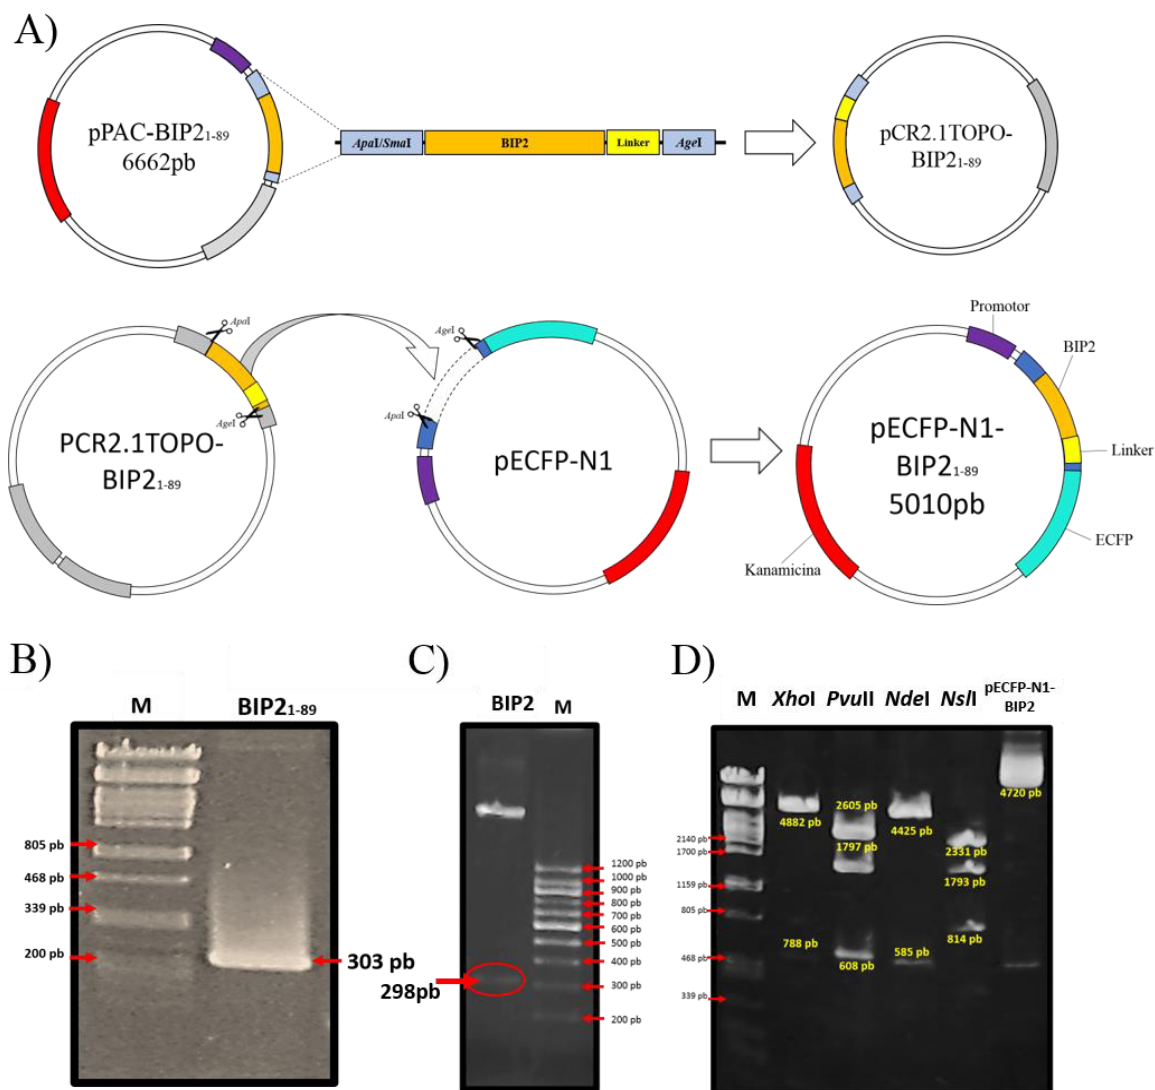 A)
pPAC-BIP2₁₋₈₉
6662pb
ApaI/SmaI BIP2 Linker AgeI
pCR2.1TOPO-
BIP2₁₋₈₉
ApaI
AgeI
PCR2.1TOPO-
BIP2₁₋₈₉
AgeI
ApaI
pECFP-N1
Promotor
BIP2
Linker
ECFP
Kanamicina
pECFP-N1-
BIP2₁₋₈₉
5010pb
B)
M BIP2₁₋₈₉
805 pb
468 pb
339 pb
200 pb
303 pb
C)
BIP2 M
298pb
1200 pb
1000 pb
900 pb
800 pb
700 pb
600 pb
500 pb
400 pb
300 pb
200 pb
D)
M XhoI PvuII NdeI NsII pECFP-N1-
BIP2
2140 pb
1700 pb
1159 pb
805 pb
468 pb
339 pb
4882 pb
788 pb
2605 pb
1797 pb
608 pb
4425 pb
585 pb
2331 pb
1793 pb
814 pb
4720 pb